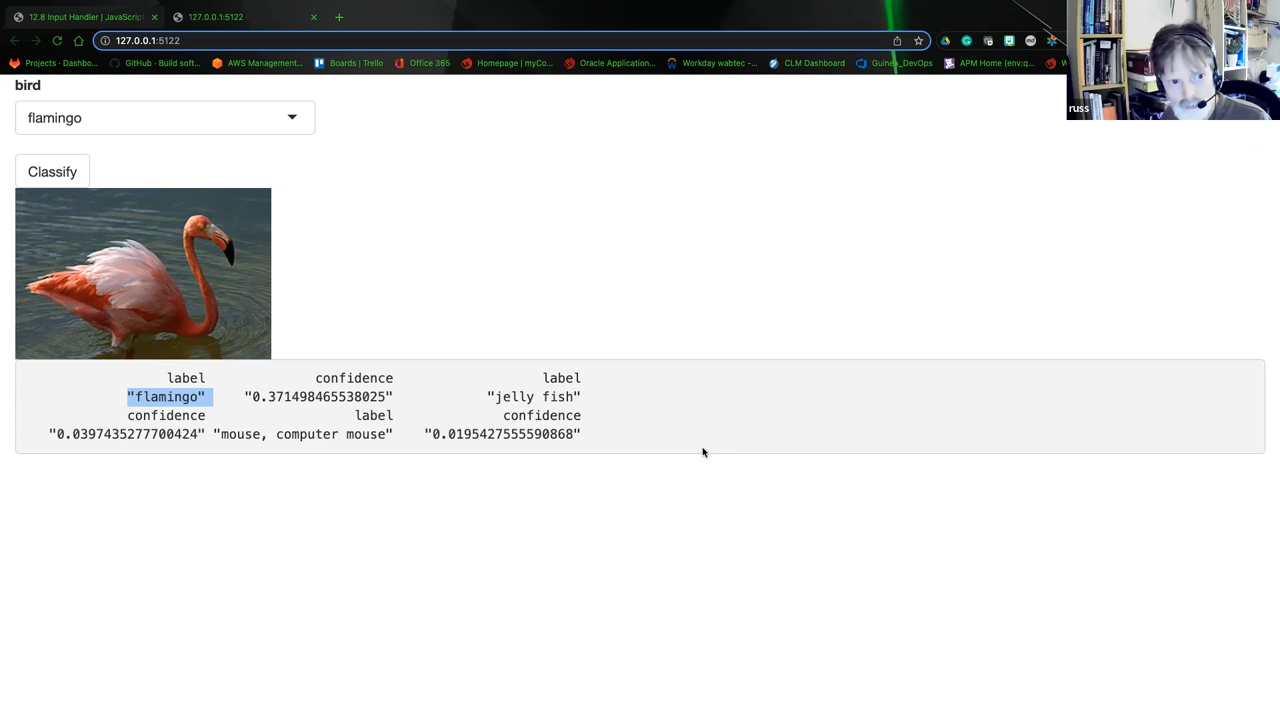 12.8 Input Handler | JavaScrip
127.0.0.1:5122
127.0.0.1:5122
Projects · Dashbo...
GitHub · Build soft...
AWS Management...
Boards | Trello
Office 365
Homepage | myCo...
Oracle Application...
Workday wabtec -...
CLM Dashboard
APM Home (env:q...
russ
bird
flamingo
Classify
label confidence label
"flamingo" "0.371498465538025" "jelly fish"
confidence label confidence
"0.0397435277700424" "mouse, computer mouse" "0.0195427555590868"